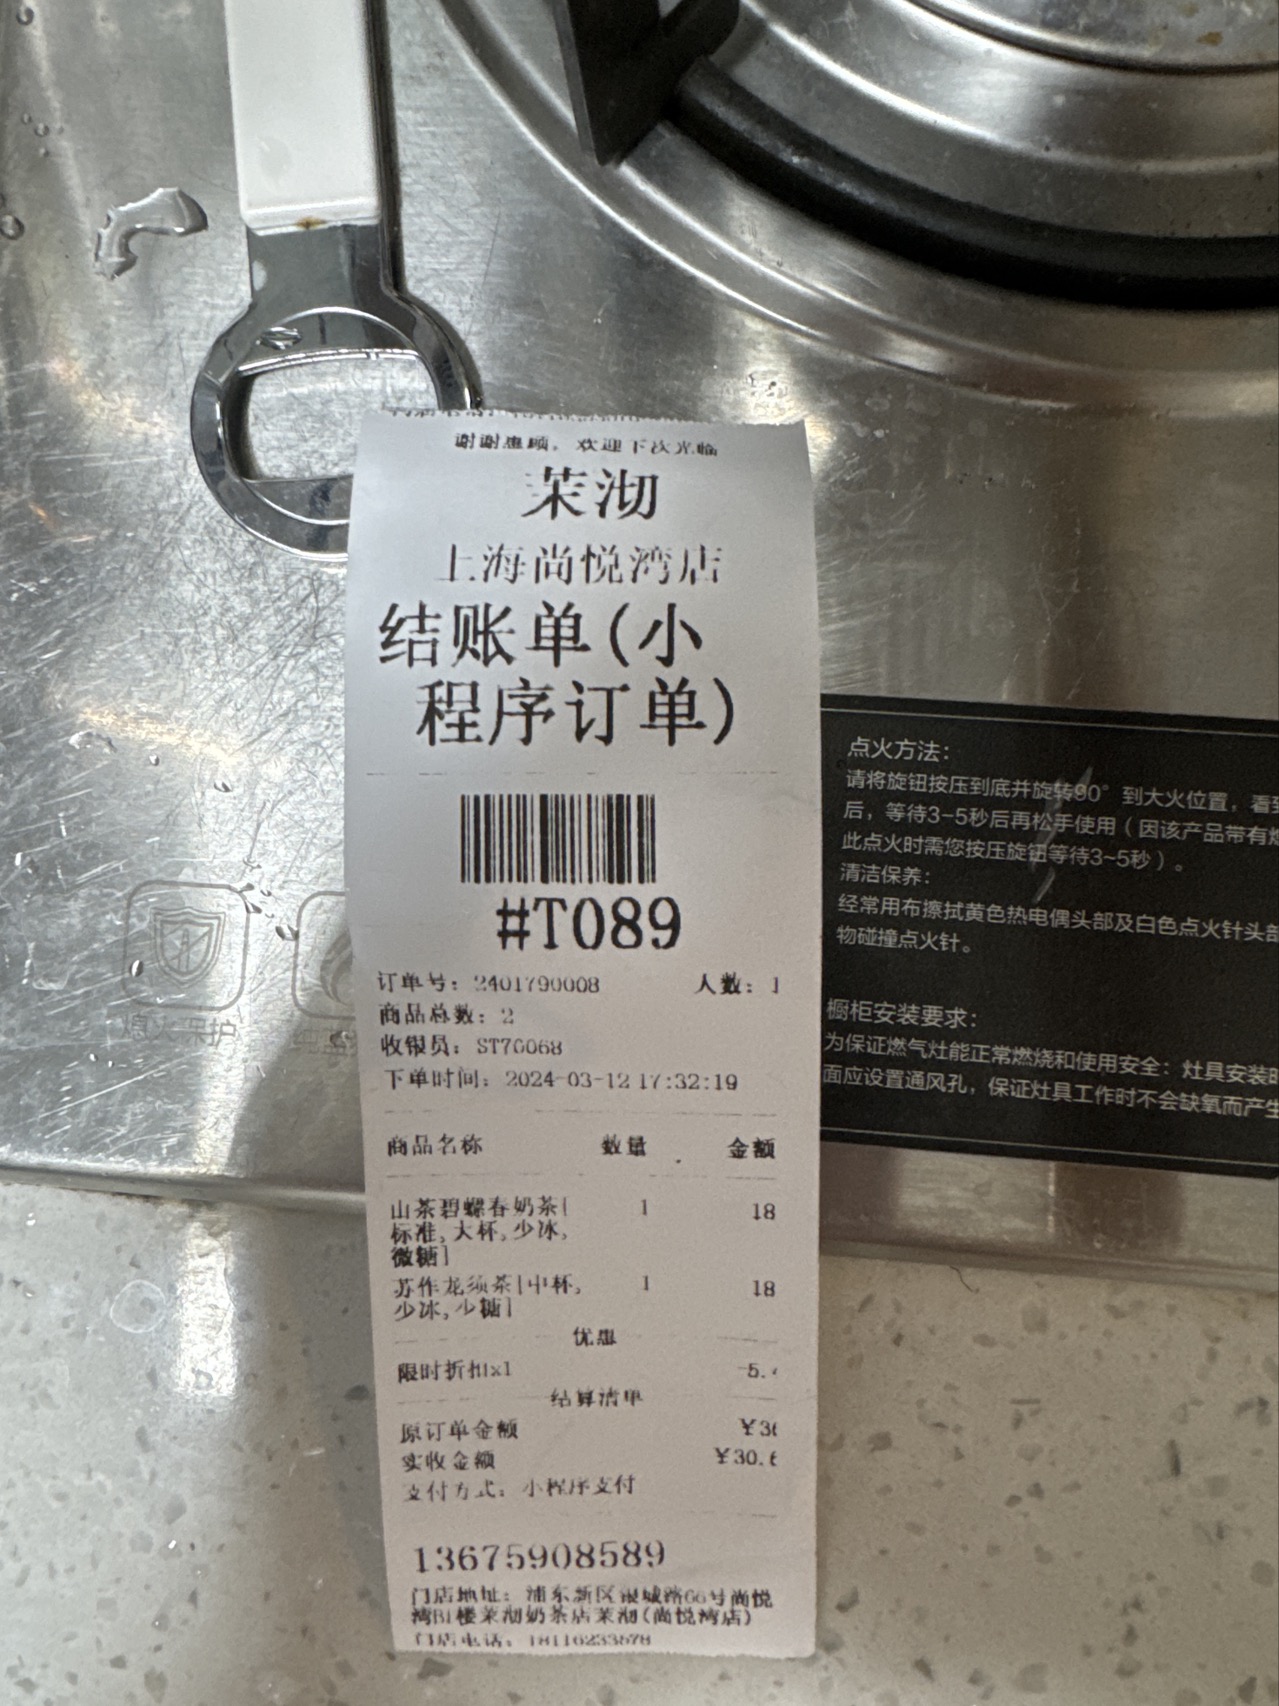 谢谢惠顾，欢迎下次光临
茉沏
上海尚悦湾店
结账单(小
程序订单)
#T089
订单号：2401790008 人数：1
商品总数：2
收银员：ST70068
下单时间：2024-03-12 17:32:19
商品名称 数量 金额
山茶碧螺春奶茶[ 1 18
标准,大杯,少冰,
微糖]
苏作龙须茶[中杯, 1 18
少冰,少糖]
优惠
限时折扣x1 -5.4
结算清单
原订单金额 ¥36
实收金额 ¥30.6
支付方式：小程序支付
13675908589
门店地址：浦东新区银城路66号尚悦
湾B1楼茉沏奶茶店茉沏(尚悦湾店)
门店电话：18116233578
点火方法：
请将旋钮按压到底并旋转90°到大火位置，看
后，等待3-5秒后再松手使用（因该产品带有
此点火时需您按压旋钮等待3~5秒）。
清洁保养：
经常用布擦拭黄色热电偶头部及白色点火针头部
物碰撞点火针。
橱柜安装要求：
为保证燃气灶能正常燃烧和使用安全：灶具安装
面应设置通风孔，保证灶具工作时不会缺氧而产生
熄火保护